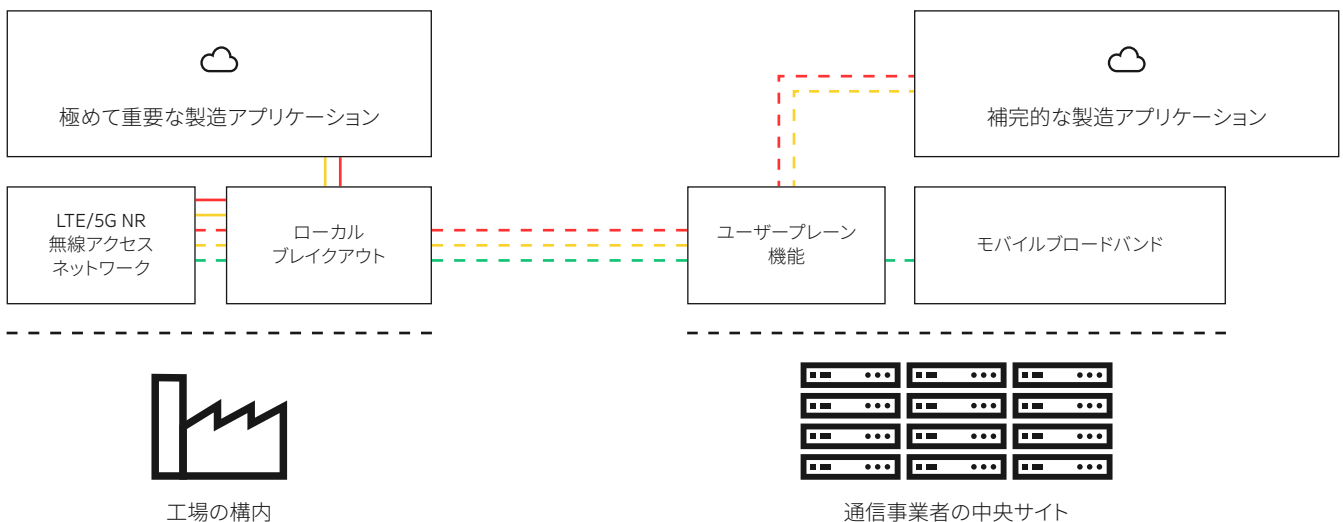 極めて重要な製造アプリケーション
補完的な製造アプリケーション
LTE/5G NR
無線アクセス
ネットワーク
ローカル
ブレイクアウト
ユーザープレーン
機能
モバイルブロードバンド
工場の構内
通信事業者の中央サイト